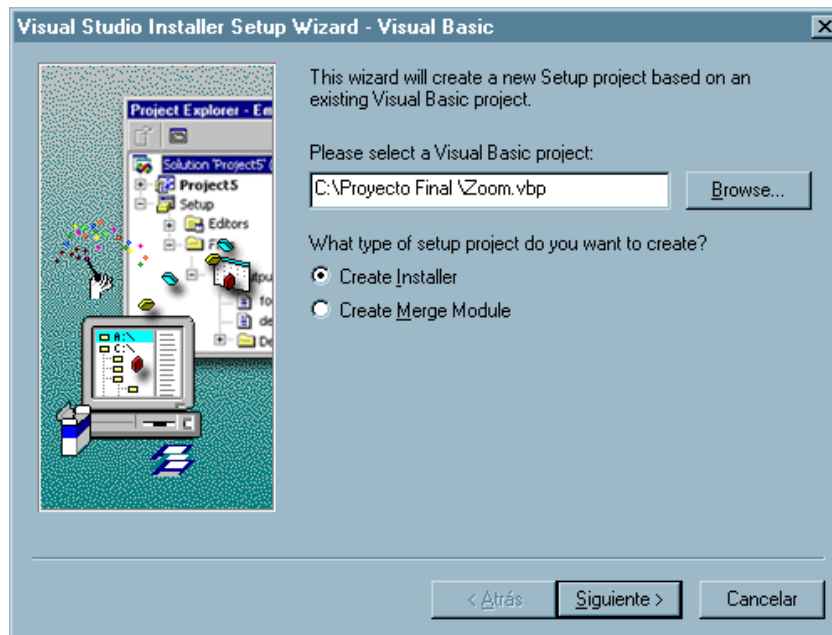 Visual Studio Installer Setup Wizard - Visual Basic
This wizard will create a new Setup project based on an
existing Visual Basic project.
Project Explorer - Em
Solution 'Project5' (
Project5
Setup
Editors
A:\
C:\
Please select a Visual Basic project:
C:\Proyecto Final \Zoom.vbp
Browse...
What type of setup project do you want to create?
Create Installer
Create Merge Module
< Atrás
Siguiente >
Cancelar